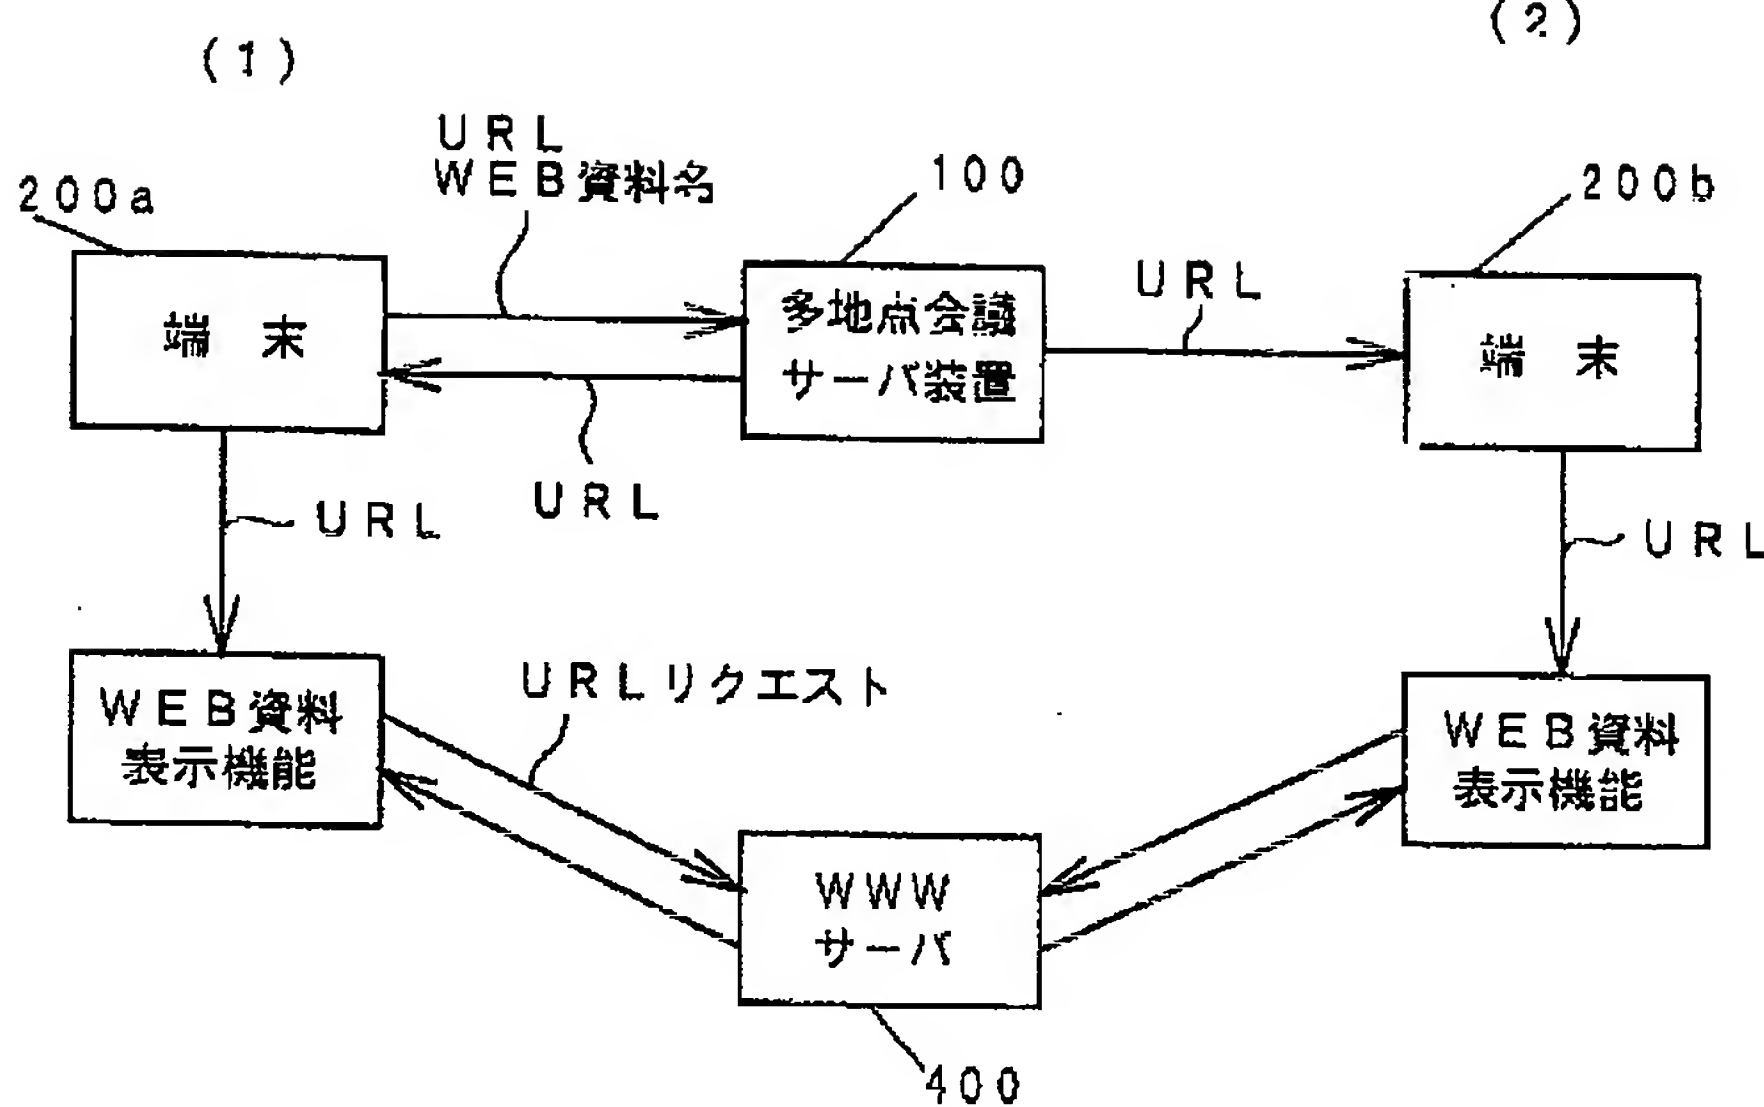 (1)
(2)
URL
WEB資料名
200a
100
200b
端 末
多地点会議
サーバ装置
URL
端 末
URL
URL
URL
WEB資料
表示機能
URLリクエスト
WEB資料
表示機能
WWW
サーバ
400